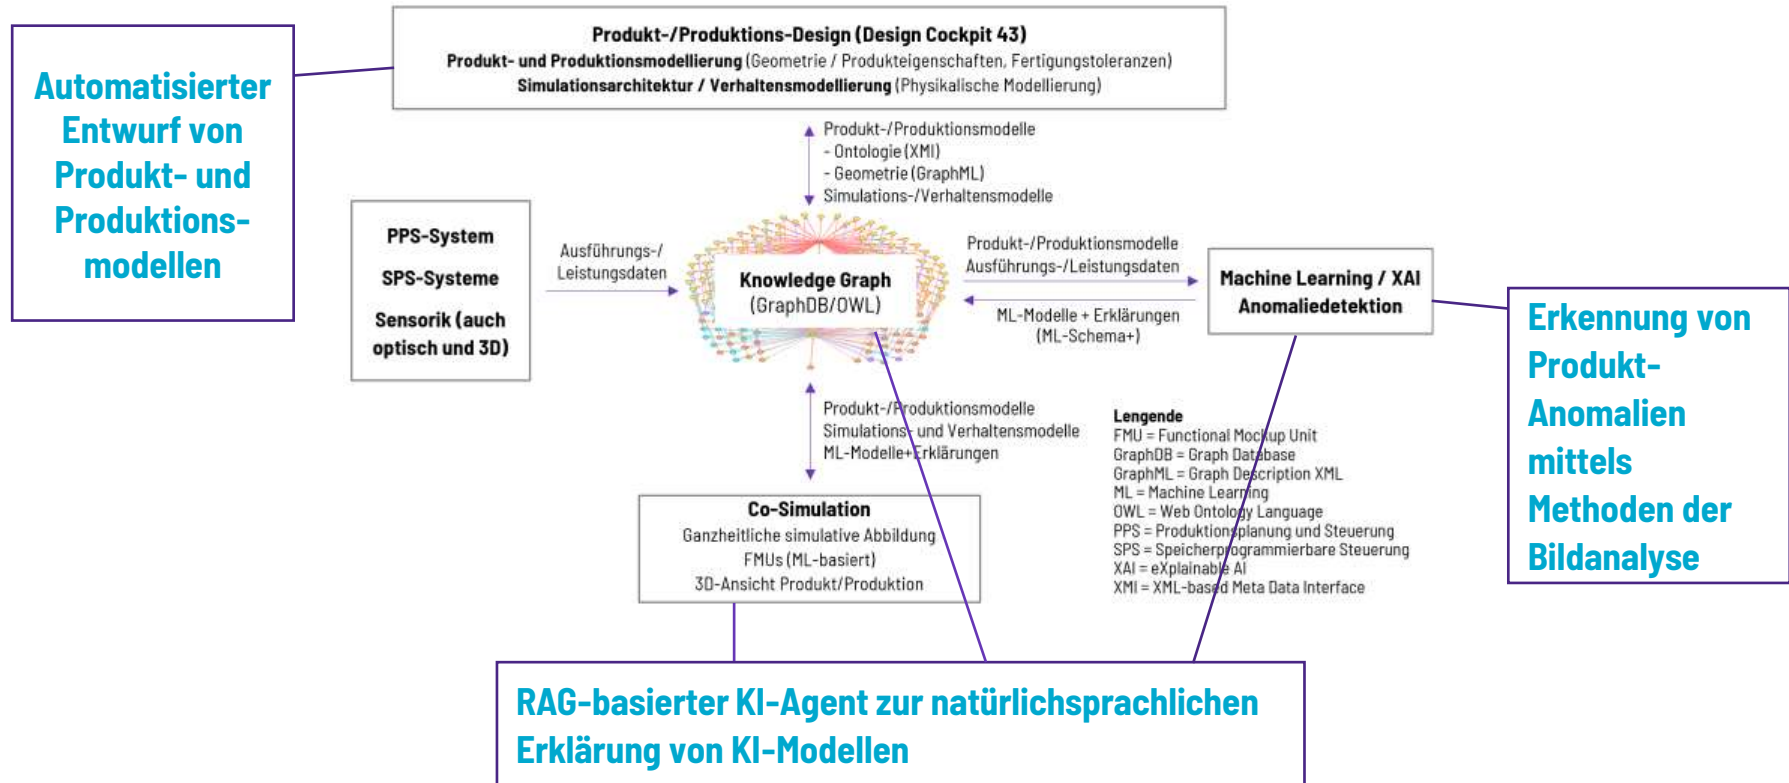 Produkt-/Produktions-Design (Design Cockpit 43)
Produkt- und Produktionsmodellierung (Geometrie / Produkteigenschaften, Fertigungstoleranzen)
Simulationsarchitektur / Verhaltensmodellierung (Physikalische Modellierung)
Automatisierter
Entwurf von
Produkt- und
Produktions-
modellen
Produkt-/Produktionsmodelle
- Ontologie (XMI)
- Geometrie (GraphML)
Simulations-/Verhaltensmodelle
PPS-System
SPS-Systeme
Sensorik (auch
optisch und 3D)
Ausführungs-/
Leistungsdaten
Knowledge Graph
(GraphDB/OWL)
Produkt-/Produktionsmodelle
Ausführungs-/Leistungsdaten
ML-Modelle + Erklärungen
(ML-Schema+)
Machine Learning / XAI
Anomaliedetektion
Erkennung von
Produkt-
Anomalien
mittels
Methoden der
Bildanalyse
Produkt-/Produktionsmodelle
Simulations- und Verhaltensmodelle
ML-Modelle+Erklärungen
Lengende
FMU = Functional Mockup Unit
GraphDB = Graph Database
GraphML = Graph Description XML
ML = Machine Learning
OWL = Web Ontology Language
PPS = Produktionsplanung und Steuerung
SPS = Speicherprogrammierbare Steuerung
XAI = eXplainable AI
XMI = XML-based Meta Data Interface
Co-Simulation
Ganzheitliche simulative Abbildung
FMUs (ML-basiert)
3D-Ansicht Produkt/Produktion
RAG-basierter KI-Agent zur natürlichsprachlichen
Erklärung von KI-Modellen